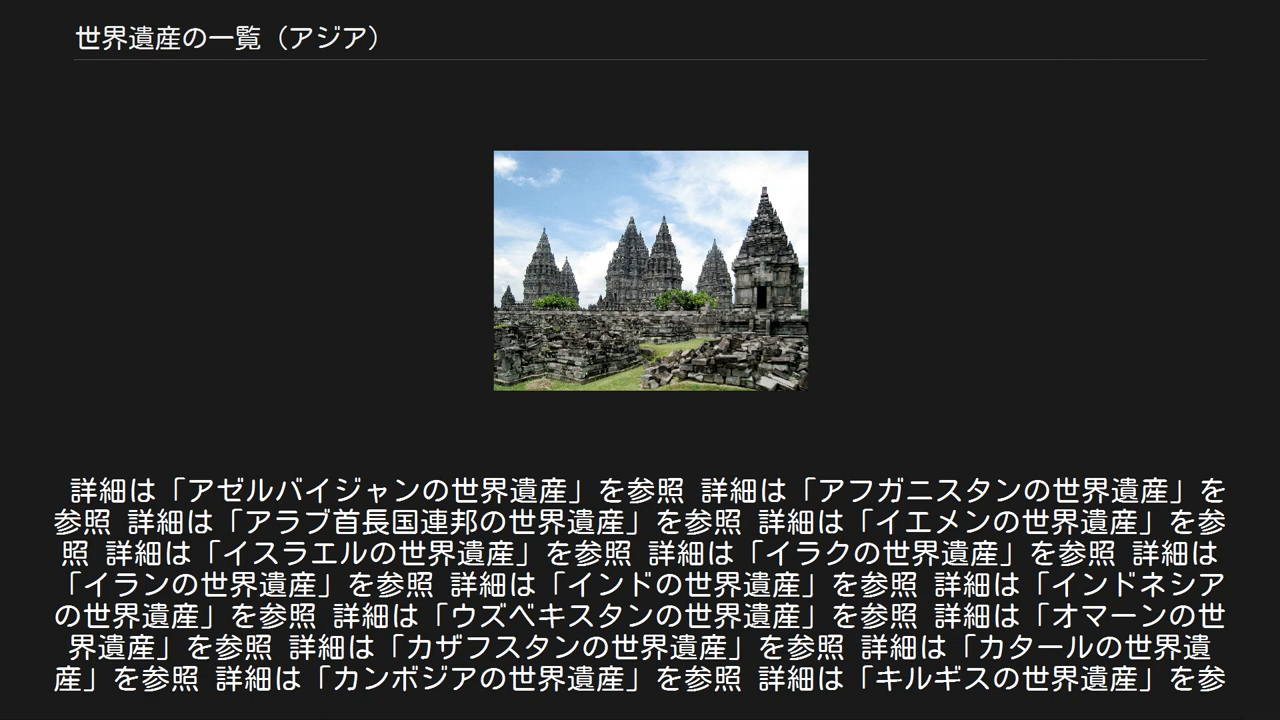 世界遺産の一覧（アジア）
詳細は「アゼルバイジャンの世界遺産」を参照 詳細は「アフガニスタンの世界遺産」を
参照 詳細は「アラブ首長国連邦の世界遺産」を参照 詳細は「イエメンの世界遺産」を参
照 詳細は「イスラエルの世界遺産」を参照 詳細は「イラクの世界遺産」を参照 詳細は
「イランの世界遺産」を参照 詳細は「インドの世界遺産」を参照 詳細は「インドネシア
の世界遺産」を参照 詳細は「ウズベキスタンの世界遺産」を参照 詳細は「オマーンの世
界遺産」を参照 詳細は「カザフスタンの世界遺産」を参照 詳細は「カタールの世界遺
産」を参照 詳細は「カンボジアの世界遺産」を参照 詳細は「キルギスの世界遺産」を参